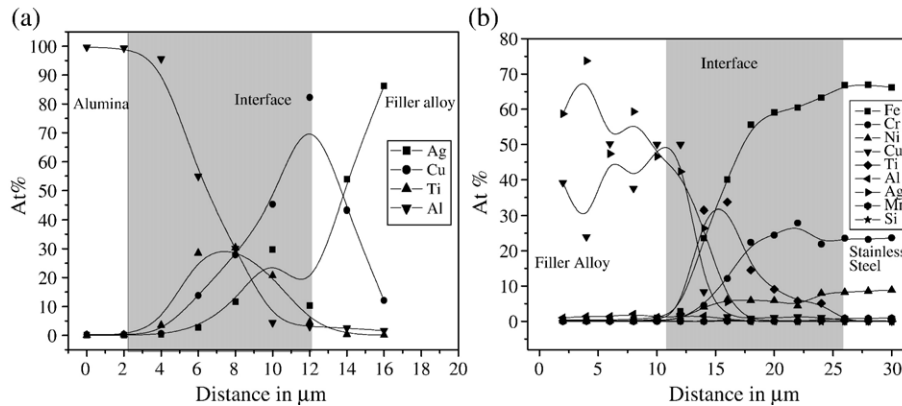 (a)
100
90
80
70
60
50
40
30
20
10
0
At%
Alumina
Interface
Filler alloy
Ag
Cu
Ti
Al
0 2 4 6 8 10 12 14 16 18 20
Distance in μm
(b)
80
70
60
50
40
30
20
10
0
At %
Interface
Filler Alloy
Stainless
Steel
Fe
Cr
Ni
Cu
Ti
Al
Ag
Mn
Si
0 5 10 15 20 25 30
Distance in μm